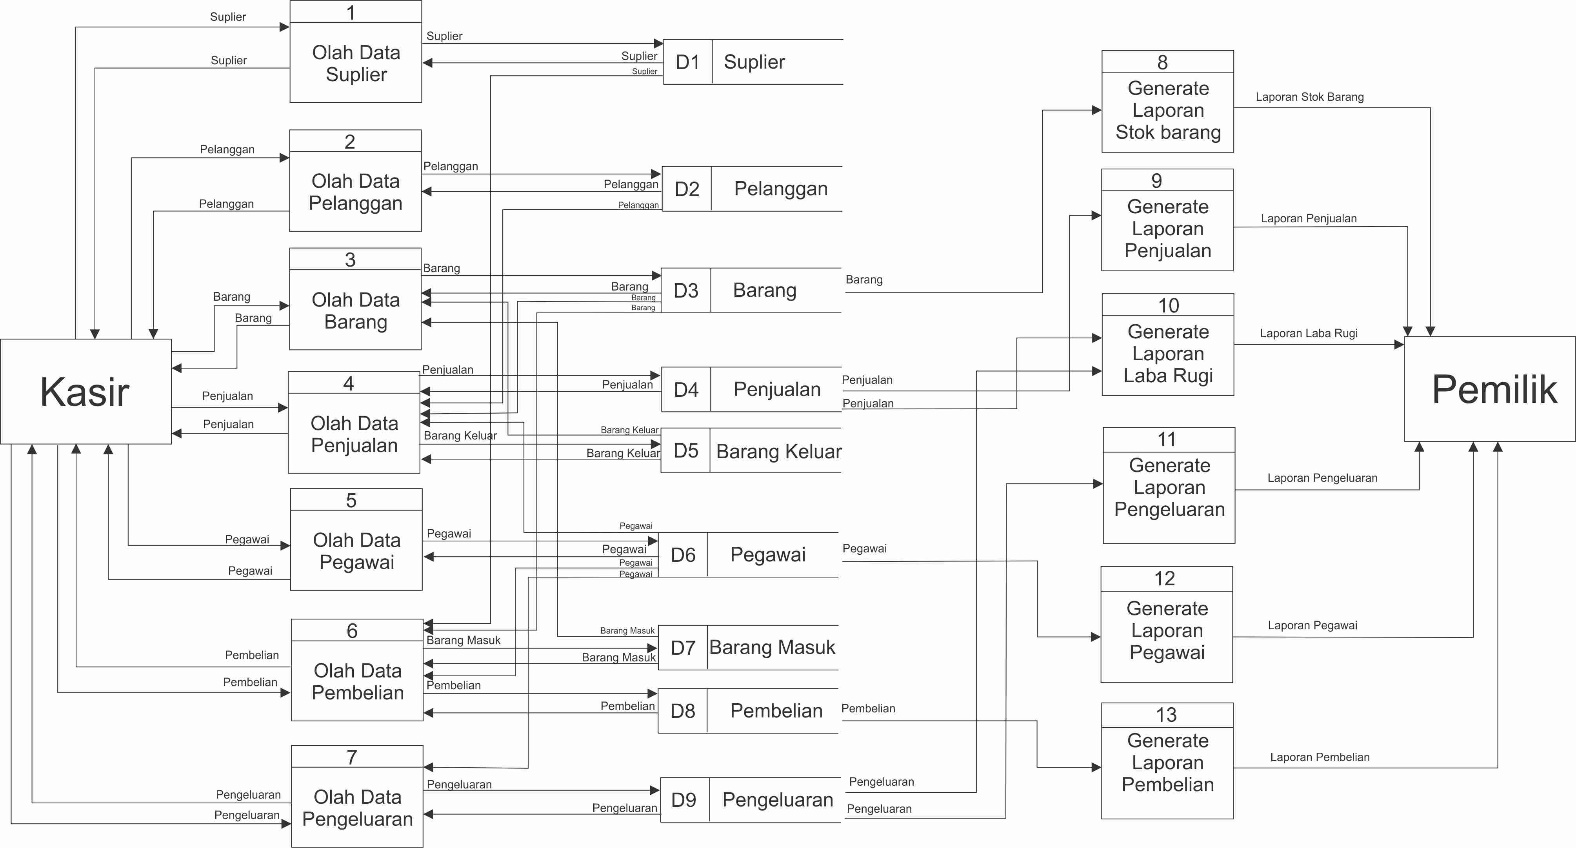 Suplier
Suplier
1
Olah Data
Suplier
Suplier
Suplier
Suplier
D1 Suplier
Pelanggan
Pelanggan
2
Olah Data
Pelanggan
Pelanggan
Pelanggan
Pelanggan
D2 Pelanggan
Barang
Barang
3
Olah Data
Barang
Barang
Barang
Barang
Barang
D3 Barang
Barang
Kasir
Penjualan
Penjualan
4
Olah Data
Penjualan
Penjualan
Penjualan
D4 Penjualan
Penjualan
Penjualan
Barang Keluar
Barang Keluar
Barang Keluar
D5 Barang Keluar
Pegawai
Pegawai
5
Olah Data
Pegawai
Pegawai
Pegawai
Pegawai
Pegawai
Pegawai
D6 Pegawai
Pegawai
Pembelian
Pembelian
6
Olah Data
Pembelian
Barang Masuk
Barang Masuk
Barang Masuk
D7 Barang Masuk
Pembelian
Pembelian
D8 Pembelian
Pembelian
Pengeluaran
Pengeluaran
7
Olah Data
Pengeluaran
Pengeluaran
Pengeluaran
D9 Pengeluaran
Pengeluaran
Pengeluaran
8
Generate
Laporan
Stok barang
Laporan Stok Barang
9
Generate
Laporan
Penjualan
Laporan Penjualan
10
Generate
Laporan
Laba Rugi
Laporan Laba Rugi
Pemilik
11
Generate
Laporan
Pengeluaran
Laporan Pengeluaran
12
Generate
Laporan
Pegawai
Laporan Pegawai
13
Generate
Laporan
Pembelian
Laporan Pembelian